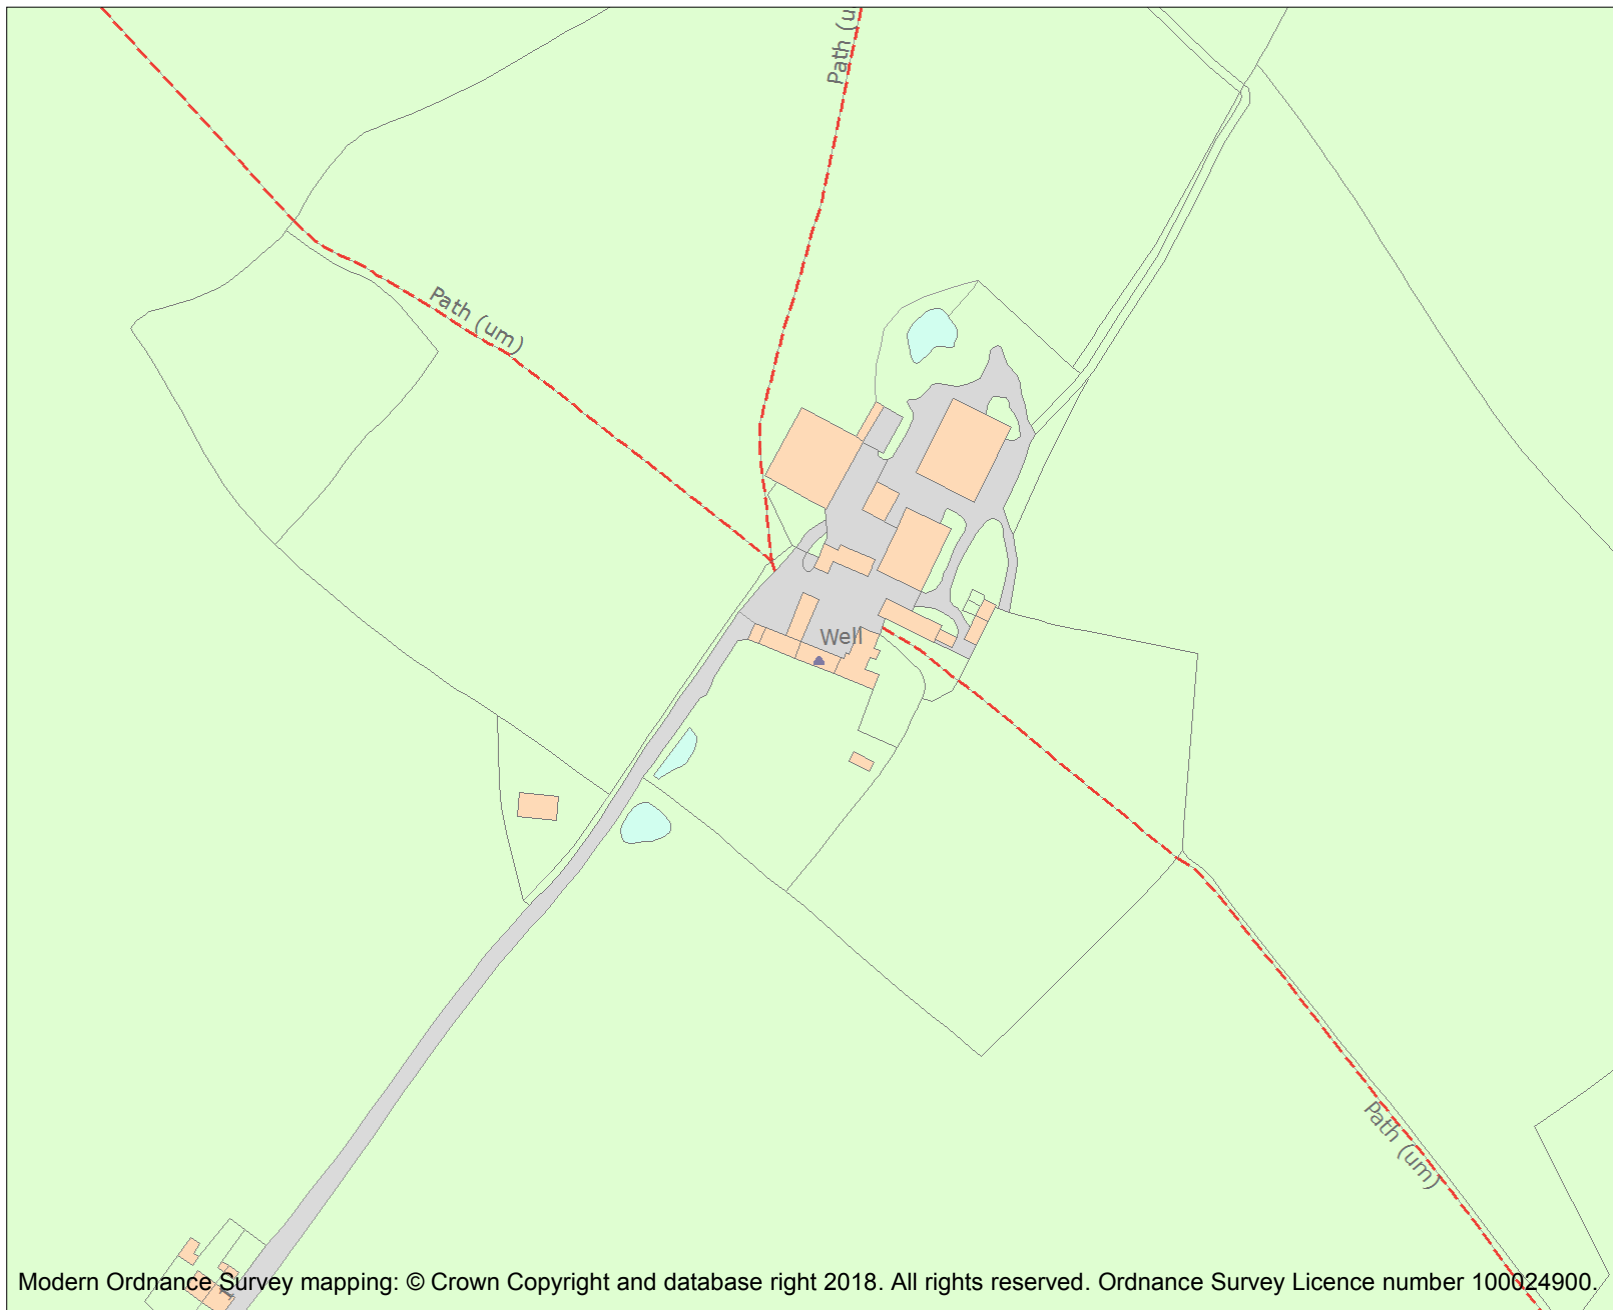 Path (u
Path (um)
Well
Path (um)
Modern Ordnance Survey mapping: © Crown Copyright and database right 2018. All rights reserved. Ordnance Survey Licence number 100024900.